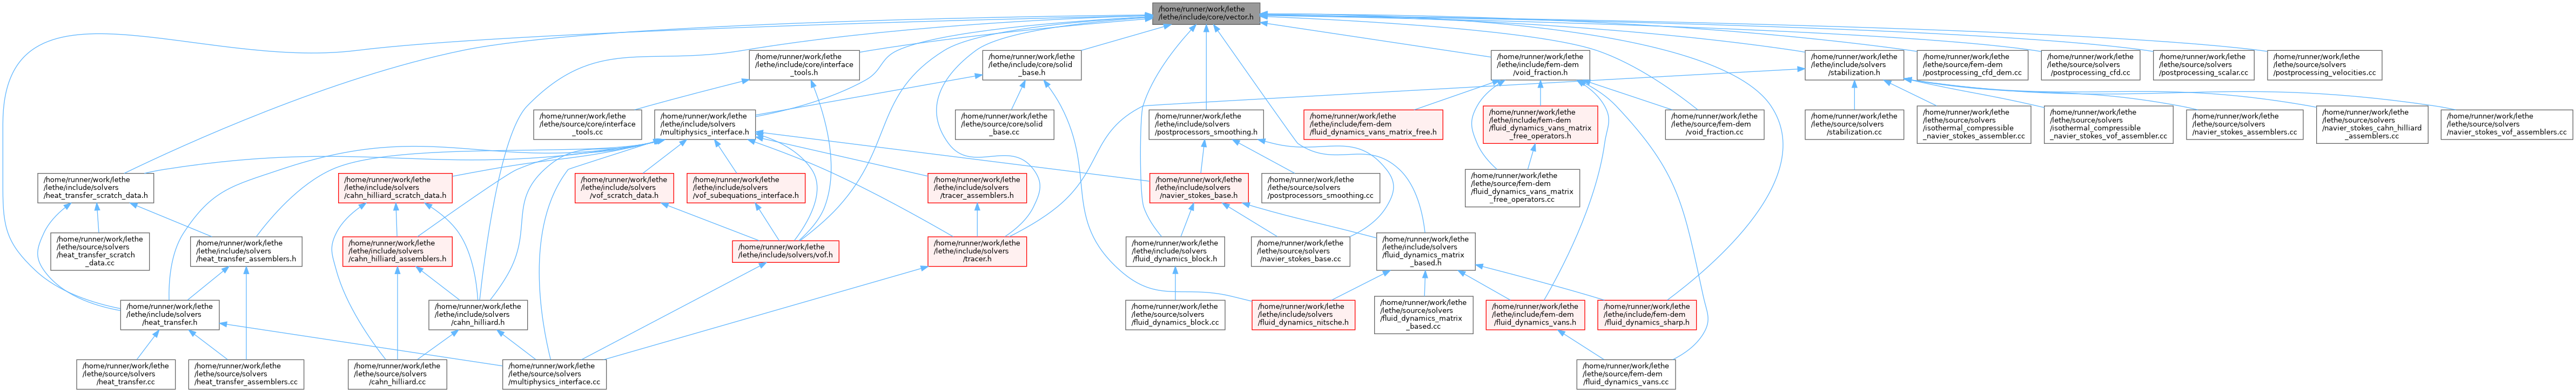 /home/runner/work/lethe
/lethe/include/core/vector.h
/home/runner/work/lethe
/lethe/include/core/interface
_tools.h
/home/runner/work/lethe
/lethe/include/core/solid
_base.h
/home/runner/work/lethe
/lethe/include/fem-dem
/void_fraction.h
/home/runner/work/lethe
/lethe/include/solvers
/stabilization.h
/home/runner/work/lethe
/lethe/source/fem-dem
/postprocessing_cfd_dem.cc
/home/runner/work/lethe
/lethe/source/solvers
/postprocessing_cfd.cc
/home/runner/work/lethe
/lethe/source/solvers
/postprocessing_scalar.cc
/home/runner/work/lethe
/lethe/source/solvers
/postprocessing_velocities.cc
/home/runner/work/lethe
/lethe/source/core/interface
_tools.cc
/home/runner/work/lethe
/lethe/include/solvers
/multiphysics_interface.h
/home/runner/work/lethe
/lethe/source/core/solid
_base.cc
/home/runner/work/lethe
/lethe/include/solvers
/postprocessors_smoothing.h
/home/runner/work/lethe
/lethe/include/fem-dem
/fluid_dynamics_vans_matrix_free.h
/home/runner/work/lethe
/lethe/include/fem-dem
/fluid_dynamics_vans_matrix
_free_operators.h
/home/runner/work/lethe
/lethe/source/fem-dem
/void_fraction.cc
/home/runner/work/lethe
/lethe/source/solvers
/stabilization.cc
/home/runner/work/lethe
/lethe/source/solvers
/isothermal_compressible
_navier_stokes_assembler.cc
/home/runner/work/lethe
/lethe/source/solvers
/isothermal_compressible
_navier_stokes_vof_assembler.cc
/home/runner/work/lethe
/lethe/source/solvers
/navier_stokes_assemblers.cc
/home/runner/work/lethe
/lethe/source/solvers
/navier_stokes_cahn_hilliard
_assemblers.cc
/home/runner/work/lethe
/lethe/source/solvers
/navier_stokes_vof_assemblers.cc
/home/runner/work/lethe
/lethe/include/solvers
/heat_transfer_scratch_data.h
/home/runner/work/lethe
/lethe/include/solvers
/cahn_hilliard_scratch_data.h
/home/runner/work/lethe
/lethe/include/solvers
/vof_scratch_data.h
/home/runner/work/lethe
/lethe/include/solvers
/vof_subequations_interface.h
/home/runner/work/lethe
/lethe/include/solvers
/tracer_assemblers.h
/home/runner/work/lethe
/lethe/include/solvers
/navier_stokes_base.h
/home/runner/work/lethe
/lethe/source/solvers
/postprocessors_smoothing.cc
/home/runner/work/lethe
/lethe/source/fem-dem
/fluid_dynamics_vans_matrix
_free_operators.cc
/home/runner/work/lethe
/lethe/source/solvers
/heat_transfer_scratch
_data.cc
/home/runner/work/lethe
/lethe/include/solvers
/heat_transfer_assemblers.h
/home/runner/work/lethe
/lethe/include/solvers
/cahn_hilliard_assemblers.h
/home/runner/work/lethe
/lethe/include/solvers/vof.h
/home/runner/work/lethe
/lethe/include/solvers
/tracer.h
/home/runner/work/lethe
/lethe/include/solvers
/fluid_dynamics_block.h
/home/runner/work/lethe
/lethe/source/solvers
/navier_stokes_base.cc
/home/runner/work/lethe
/lethe/include/solvers
/fluid_dynamics_matrix
_based.h
/home/runner/work/lethe
/lethe/include/solvers
/heat_transfer.h
/home/runner/work/lethe
/lethe/include/solvers
/cahn_hilliard.h
/home/runner/work/lethe
/lethe/source/solvers
/fluid_dynamics_block.cc
/home/runner/work/lethe
/lethe/include/solvers
/fluid_dynamics_nitsche.h
/home/runner/work/lethe
/lethe/source/solvers
/fluid_dynamics_matrix
_based.cc
/home/runner/work/lethe
/lethe/include/fem-dem
/fluid_dynamics_vans.h
/home/runner/work/lethe
/lethe/include/fem-dem
/fluid_dynamics_sharp.h
/home/runner/work/lethe
/lethe/source/solvers
/heat_transfer.cc
/home/runner/work/lethe
/lethe/source/solvers
/heat_transfer_assemblers.cc
/home/runner/work/lethe
/lethe/source/solvers
/cahn_hilliard.cc
/home/runner/work/lethe
/lethe/source/solvers
/multiphysics_interface.cc
/home/runner/work/lethe
/lethe/source/fem-dem
/fluid_dynamics_vans.cc